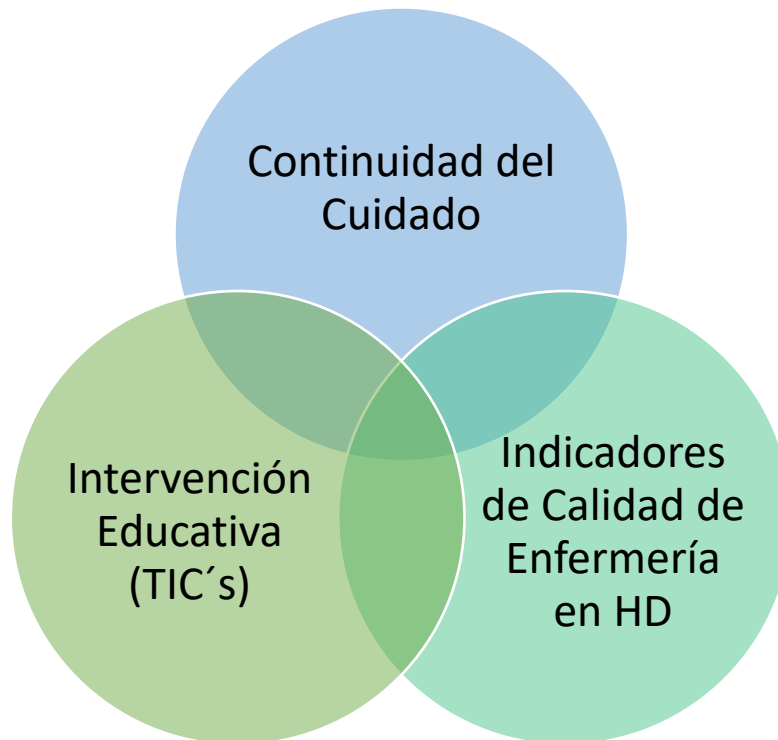 Continuidad del
Cuidado
Intervención
Educativa
(TIC´s)
Indicadores
de Calidad de
Enfermería
en HD